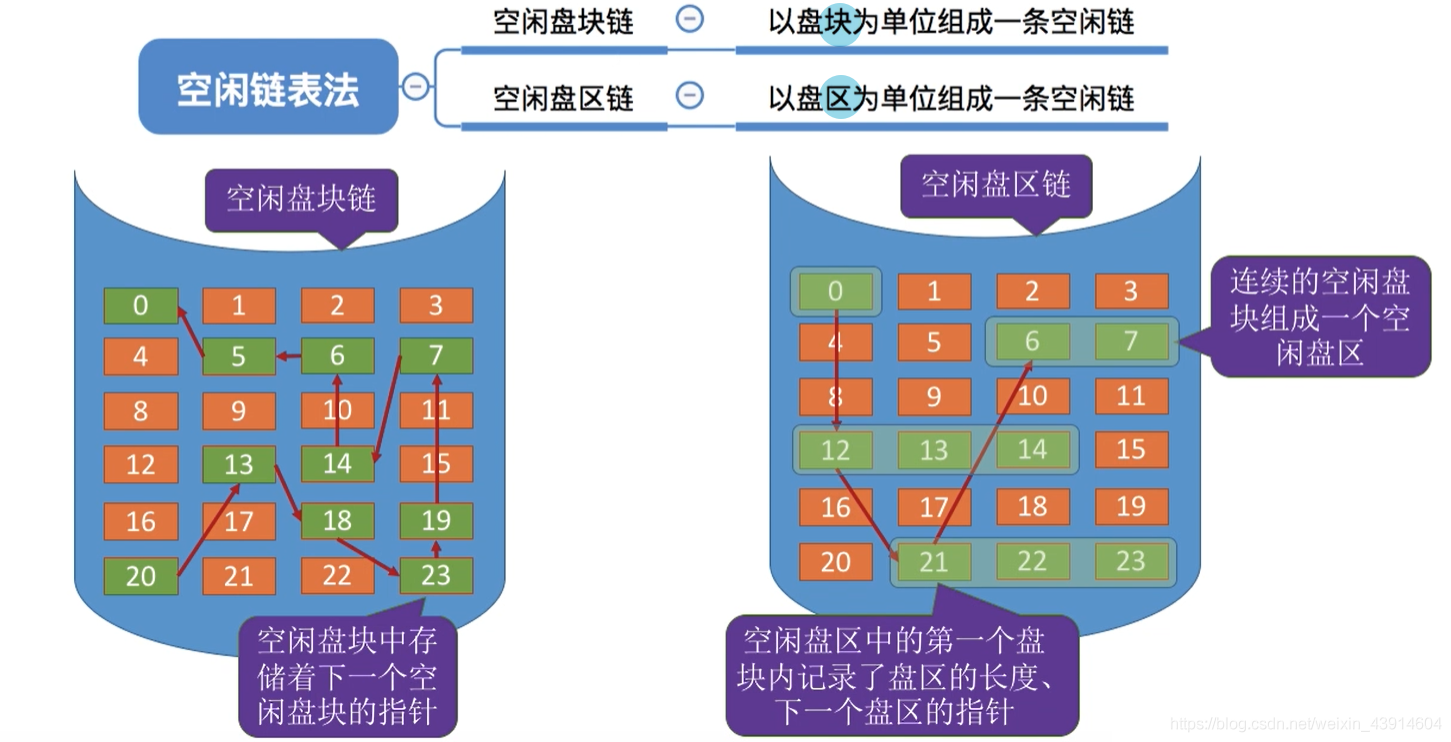 空闲链表法
空闲盘块链
以盘块为单位组成一条空闲链
空闲盘区链
以盘区为单位组成一条空闲链
空闲盘块链
0 1 2 3
4 5 6 7
8 9 10 11
12 13 14 15
16 17 18 19
20 21 22 23
空闲盘块中存
储着下一个空
闲盘块的指针
空闲盘区链
0 1 2 3
4 5 6 7
8 9 10 11
12 13 14 15
16 17 18 19
20 21 22 23
连续的空闲盘
块组成一个空
闲盘区
空闲盘区中的第一个盘
块内记录了盘区的长度、
下一个盘区的指针
https://blog.csdn.net/weixin_43914604